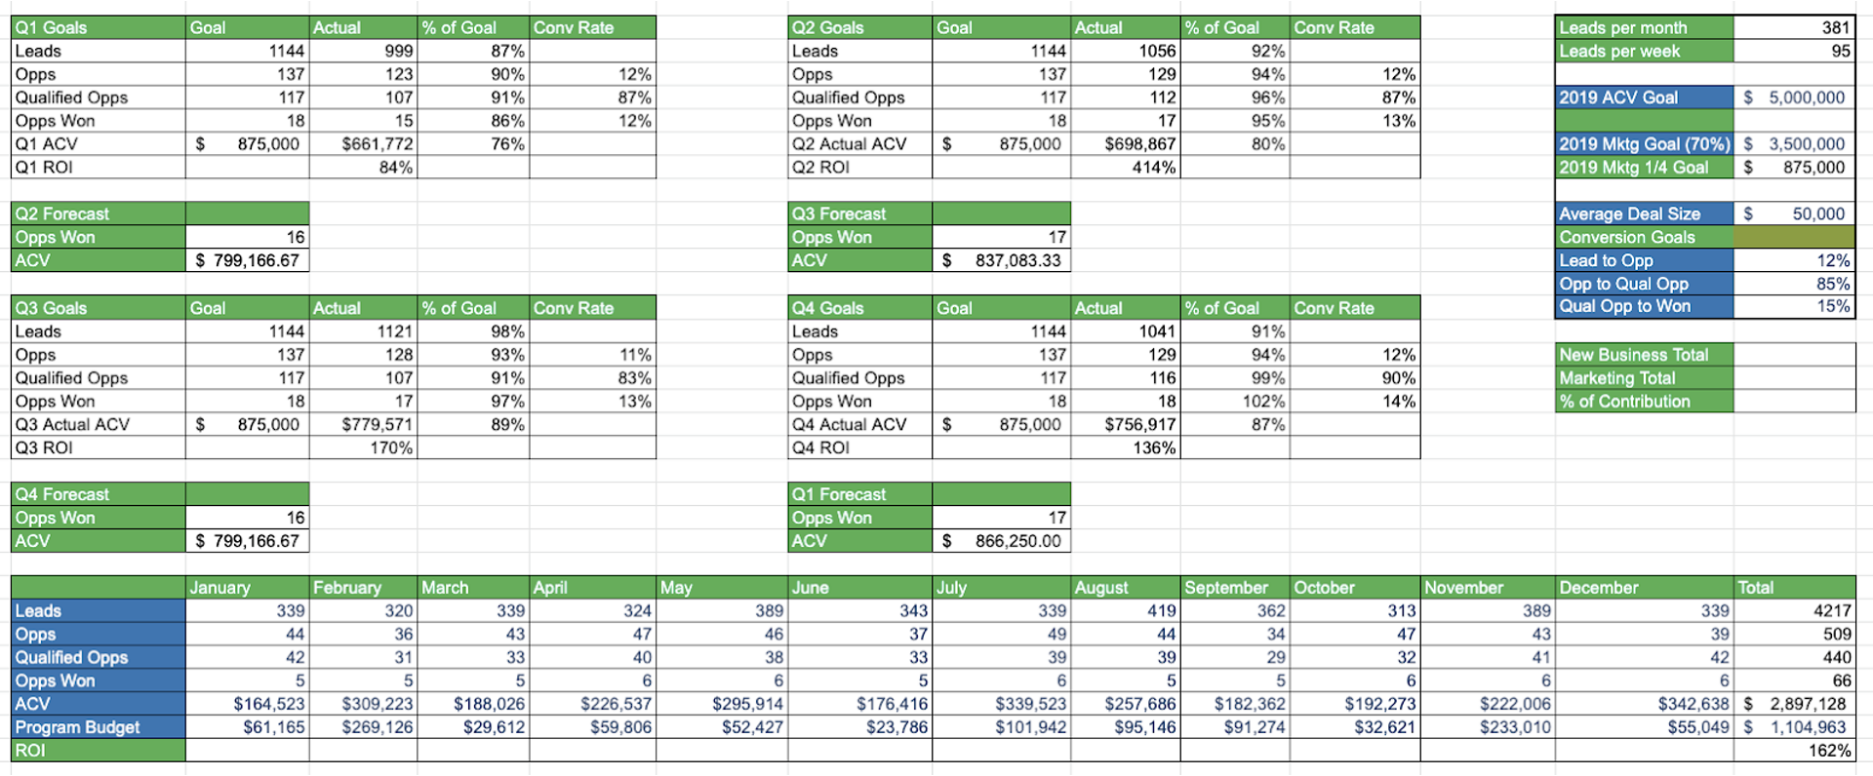 Q1 Goals Goal Actual % of Goal Conv Rate Q2 Goals Goal Actual % of Goal Conv Rate Leads per month 381
Leads 1144 999 87% Leads 1144 1056 92% Leads per week 95
Opps 137 123 90% 12% Opps 137 129 94% 12%
Qualified Opps 117 107 91% 87% Qualified Opps 117 112 96% 87% 2019 ACV Goal $ 5,000,000
Opps Won 18 15 86% 12% Opps Won 18 17 95% 13%
Q1 ACV $ 875,000 $661,772 76% Q2 Actual ACV $ 875,000 $698,867 80% 2019 Mktg Goal (70%) $ 3,500,000
Q1 ROI 84% Q2 ROI 414% 2019 Mktg 1/4 Goal $ 875,000
Q2 Forecast Q3 Forecast Average Deal Size $ 50,000
Opps Won 16 Opps Won 17 Conversion Goals
ACV $ 799,166.67 ACV $ 837,083.33 Lead to Opp 12%
Opp to Qual Opp 85%
Q3 Goals Goal Actual % of Goal Conv Rate Q4 Goals Goal Actual % of Goal Conv Rate Qual Opp to Won 15%
Leads 1144 1121 98% Leads 1144 1041 91%
Opps 137 128 93% 11% Opps 137 129 94% 12% New Business Total
Qualified Opps 117 107 91% 83% Qualified Opps 117 116 99% 90% Marketing Total
Opps Won 18 17 97% 13% Opps Won 18 18 102% 14% % of Contribution
Q3 Actual ACV $ 875,000 $779,571 89% Q4 Actual ACV $ 875,000 $756,917 87%
Q3 ROI 170% Q4 ROI 136%
Q4 Forecast Q1 Forecast
Opps Won 16 Opps Won 17
ACV $ 799,166.67 ACV $ 866,250.00
January February March April May June July August September October November December Total
Leads 339 320 339 324 389 343 339 419 362 313 389 339 4217
Opps 44 36 43 47 46 37 49 44 34 47 43 39 509
Qualified Opps 42 31 33 40 38 33 39 39 29 32 41 42 440
Opps Won 5 5 5 6 6 5 6 5 5 6 6 6 66
ACV $164,523 $309,223 $188,026 $226,537 $295,914 $176,416 $339,523 $257,686 $182,362 $192,273 $222,006 $342,638 $ 2,897,128
Program Budget $61,165 $269,126 $29,612 $59,806 $52,427 $23,786 $101,942 $95,146 $91,274 $32,621 $233,010 $55,049 $ 1,104,963
ROI 162%